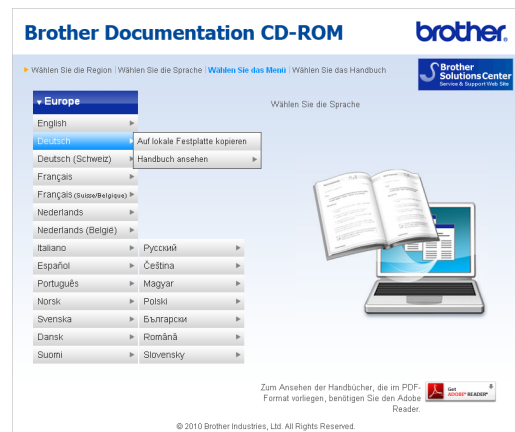 Brother Documentation CD-ROM
brother
Wählen Sie die Region | Wählen Sie die Sprache | Wählen Sie das Menü | Wählen Sie das Handbuch
Brother
Solutions Center
Service & Support Web Site
Europe
Wählen Sie die Sprache
English
Deutsch
Auf lokale Festplatte kopieren
Deutsch (Schweiz)
Handbuch ansehen
Français
Français (Suisse/Belgique)
Nederlands
Nederlands (België)
Italiano
Русский
Español
Čeština
Português
Magyar
Norsk
Polski
Svenska
Български
Dansk
Română
Suomi
Slovensky
Zum Ansehen der Handbücher, die im PDF-
Format vorliegen, benötigen Sie den Adobe
Reader.
Get
ADOBE® READER®
© 2010 Brother Industries, Ltd. All Rights Reserved.